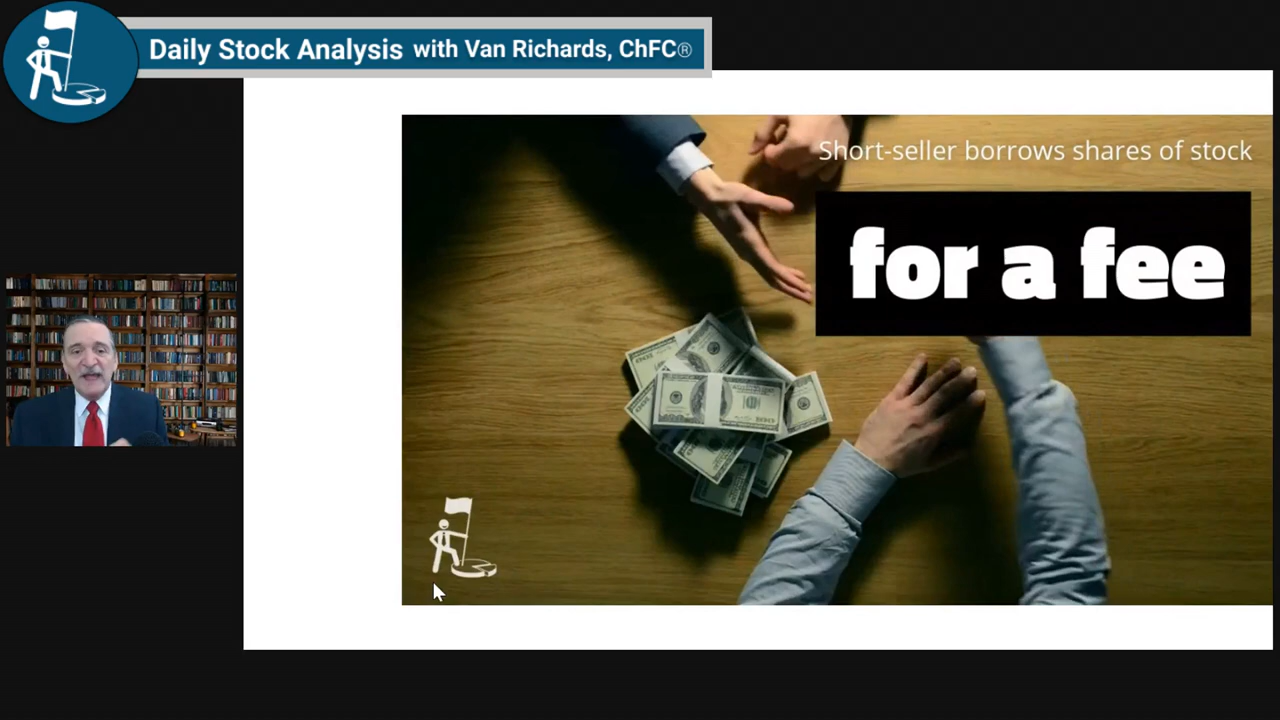 Daily Stock Analysis with Van Richards, ChFC®
Short-seller borrows shares of stock
for a fee